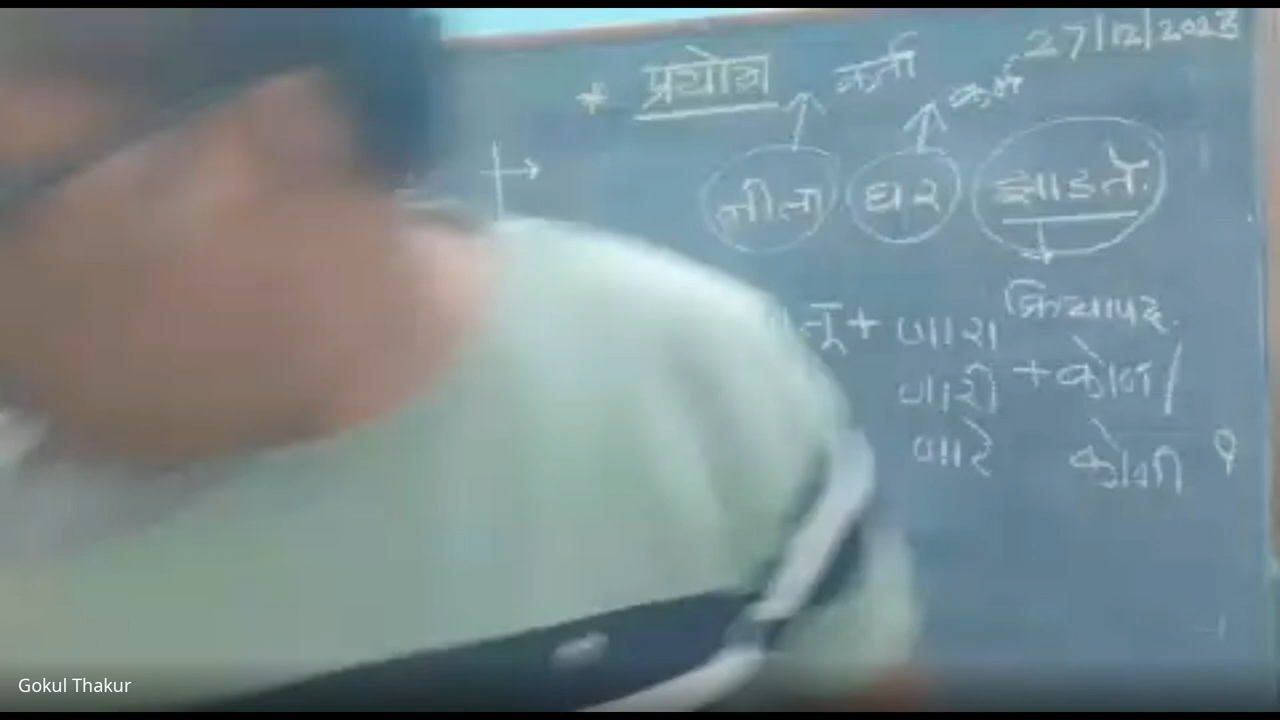 27/12/2023
* प्रयोग
कर्ता
कर्म
लीला घर झाडते.
क्रियापद.
णारा
णारी + कोण /
णारे कोणी ?
Gokul Thakur